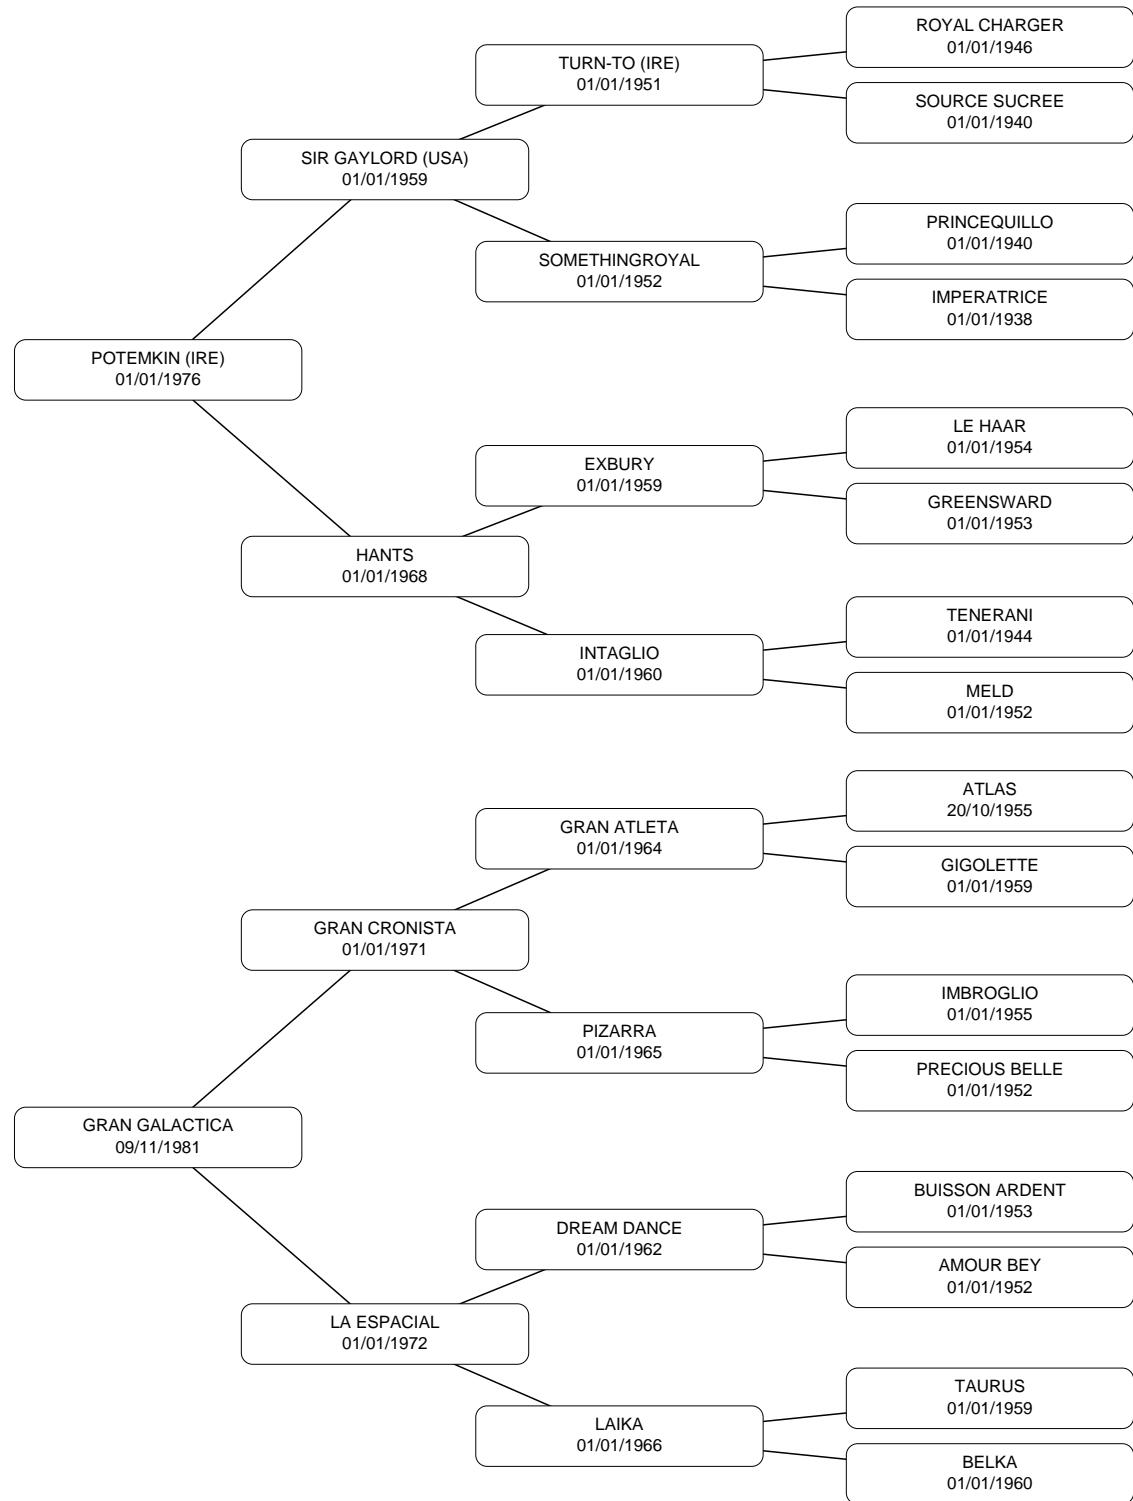 ROYAL CHARGER
01/01/1946
TURN-TO (IRE)
01/01/1951
SOURCE SUCREE
01/01/1940
SIR GAYLORD (USA)
01/01/1959
PRINCEQUILLO
01/01/1940
SOMETHINGROYAL
01/01/1952
IMPERATRICE
01/01/1938
POTEMKIN (IRE)
01/01/1976
LE HAAR
01/01/1954
EXBURY
01/01/1959
GREENSWARD
01/01/1953
HANTS
01/01/1968
TENERANI
01/01/1944
INTAGLIO
01/01/1960
MELD
01/01/1952
ATLAS
20/10/1955
GRAN ATLETA
01/01/1964
GIGOLETTE
01/01/1959
GRAN CRONISTA
01/01/1971
IMBROGLIO
01/01/1955
PIZARRA
01/01/1965
PRECIOUS BELLE
01/01/1952
GRAN GALACTICA
09/11/1981
BUISSON ARDENT
01/01/1953
DREAM DANCE
01/01/1962
AMOUR BEY
01/01/1952
LA ESPACIAL
01/01/1972
TAURUS
01/01/1959
LAIKA
01/01/1966
BELKA
01/01/1960